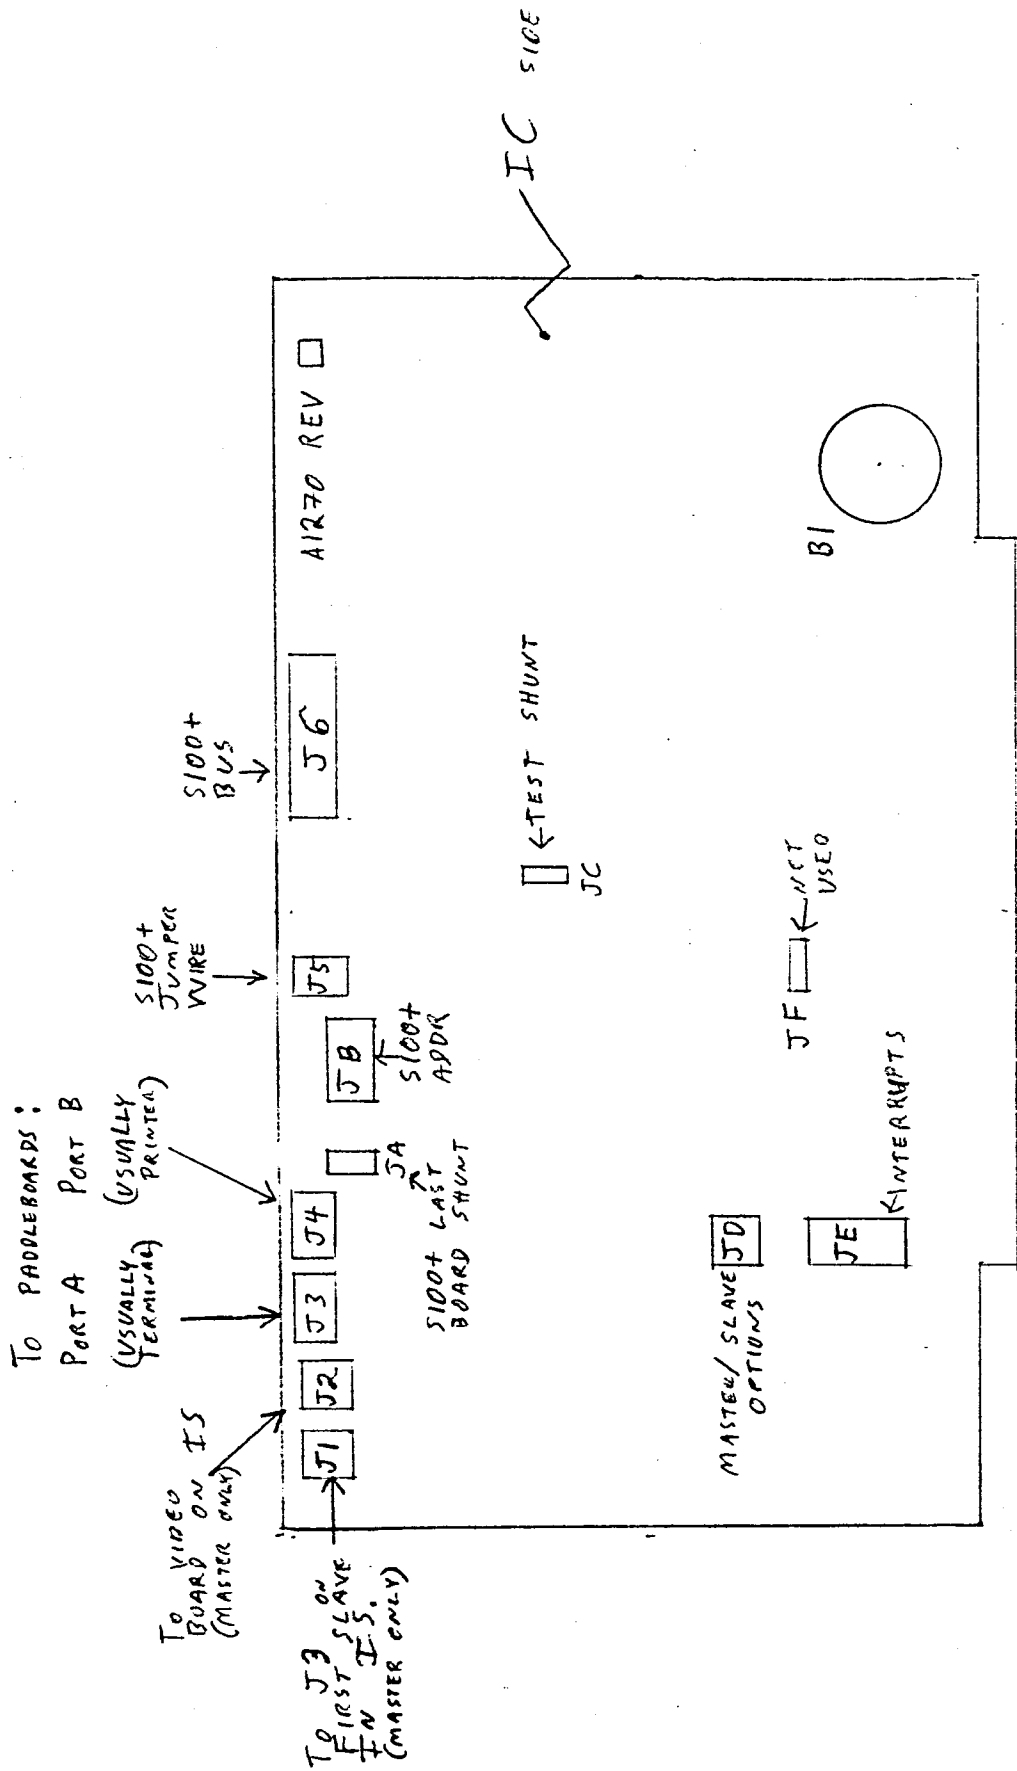 TO PADDLEBOARDS:
PORT A PORT B
(USUALLY
TERMINAL)
(USUALLY
PRINTER)
TO VIDEO
BOARD ON IS
(MASTER ONLY)
S100+
JUMPER
WIRE
S100+
BUS
TO J3 ON
FIRST SLAVE
IN I.S.
(MASTER ONLY)
J1
J2
J3
J4
J5
J6
A1270 REV
JA
S100+ LAST
BOARD SHUNT
JB
S100+
ADDR
JC
TEST SHUNT
IC SIDE
MASTER/SLAVE
OPTIONS
JD
JE
INTERRUPTS
JF
NOT
USED
B1